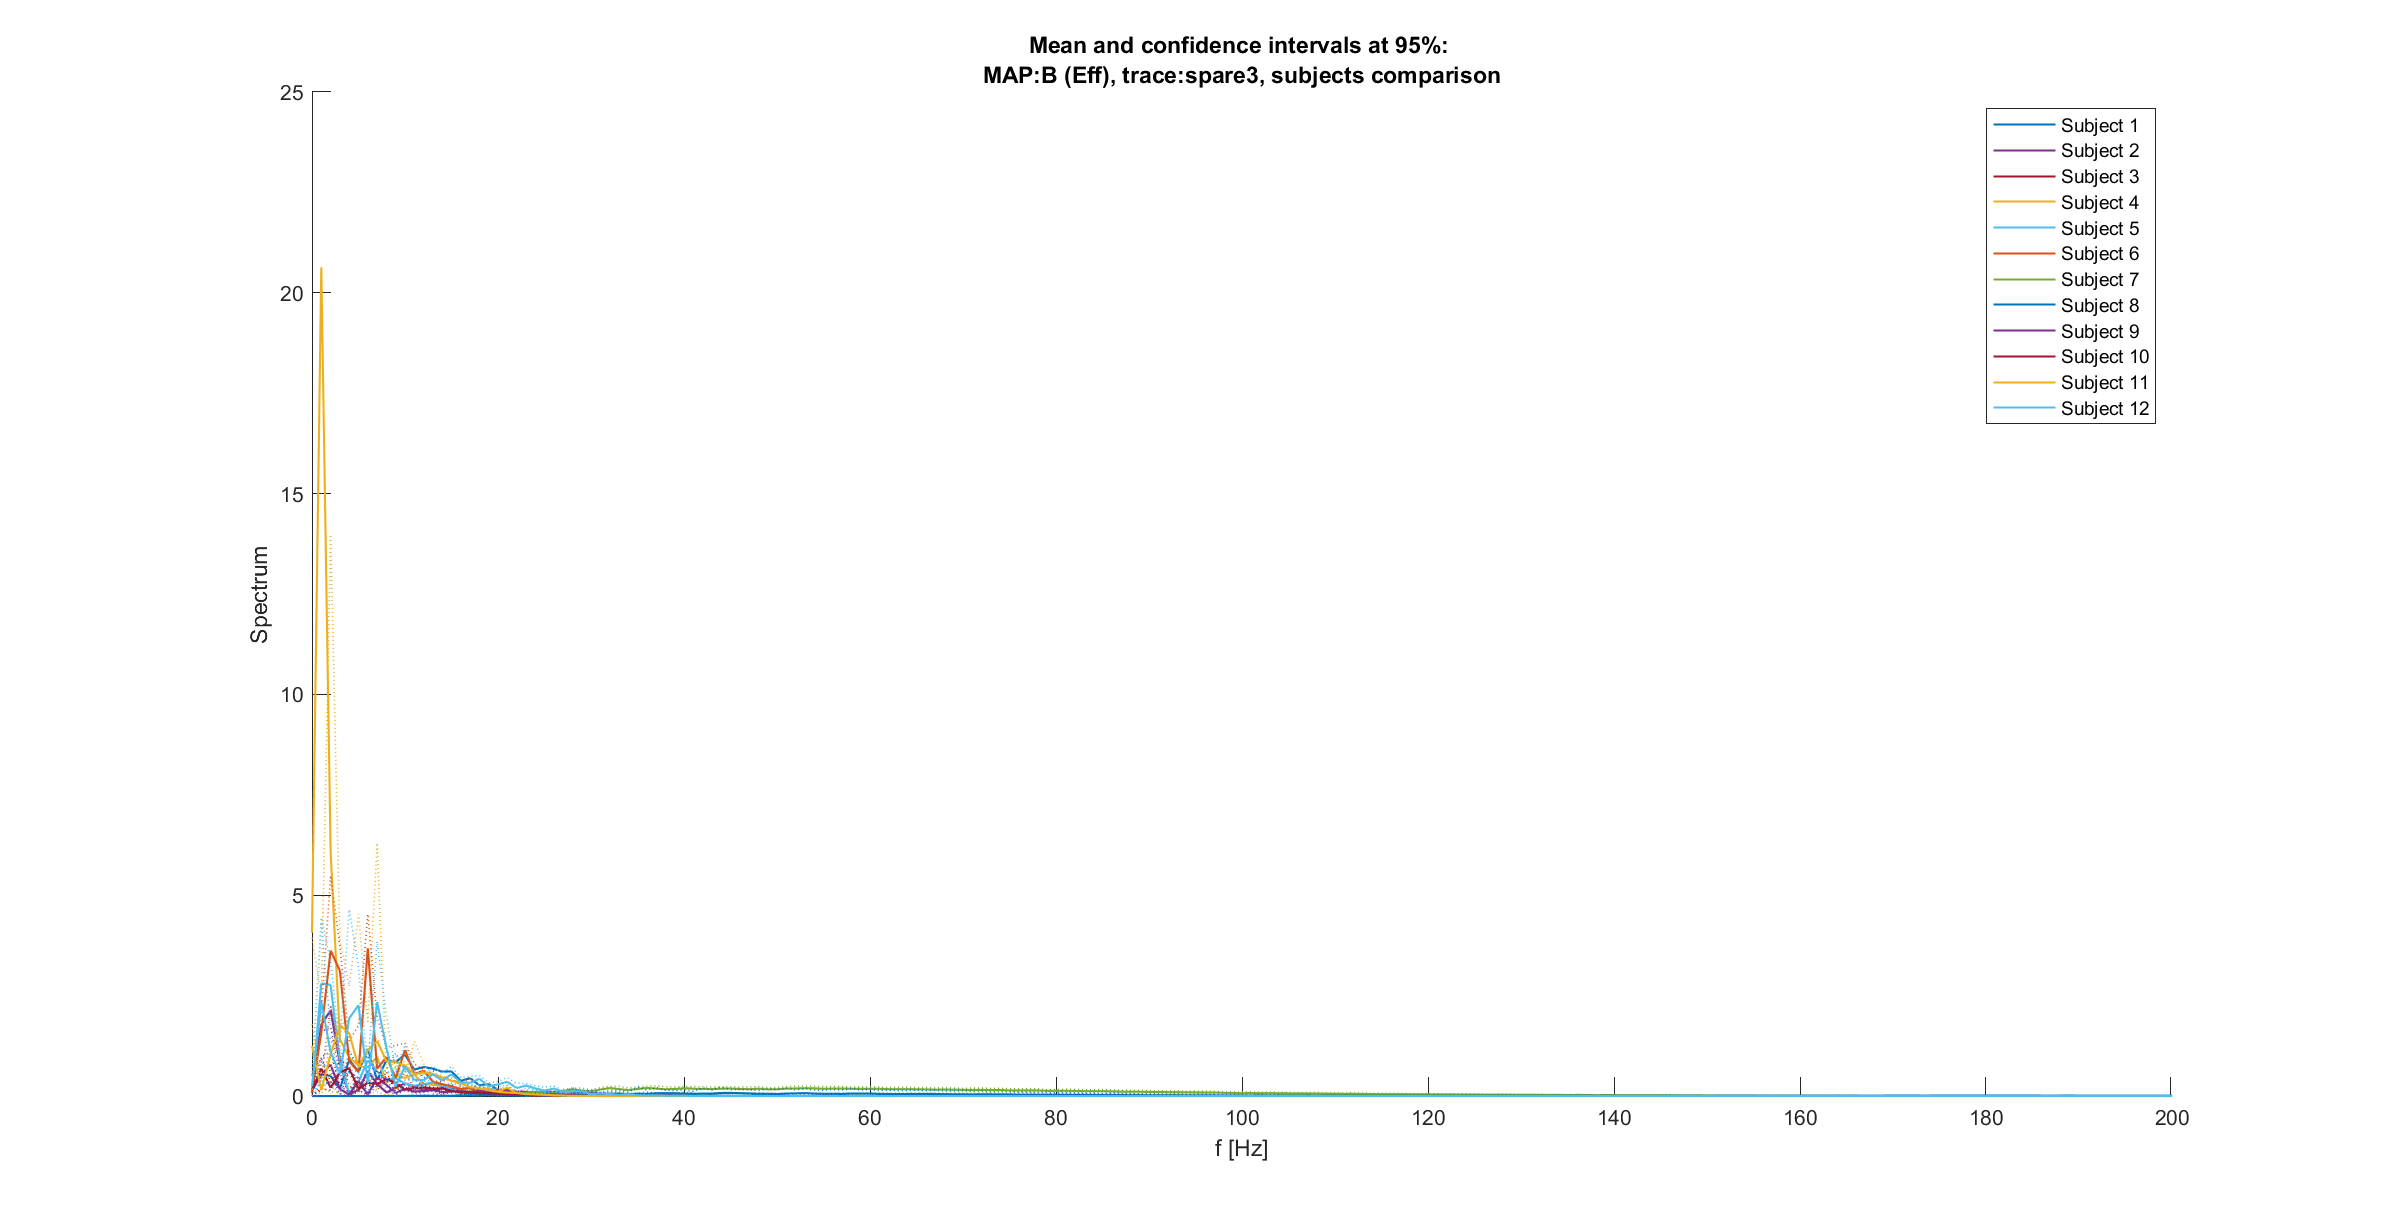 Mean and confidence intervals at 95%:
MAP:B (Eff), trace:spare3, subjects comparison
25
20
15
10
5
0
Spectrum
0 20 40 60 80 100 120 140 160 180 200
f [Hz]
Subject 1
Subject 2
Subject 3
Subject 4
Subject 5
Subject 6
Subject 7
Subject 8
Subject 9
Subject 10
Subject 11
Subject 12